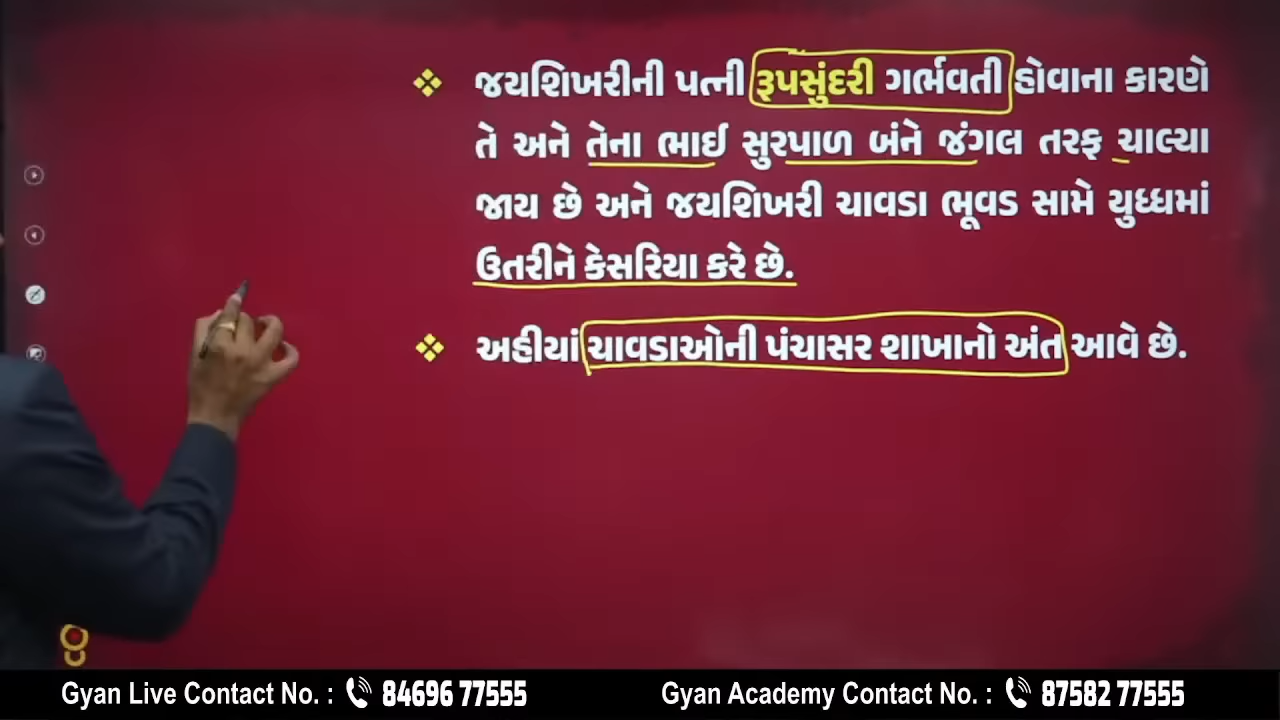 ❖ જયશિખરીની પત્ની રૂપસુંદરી ગર્ભવતી હોવાના કારણે
તે અને તેના ભાઈ સુરપાળ બંને જંગલ તરફ ચાલ્યા
જાય છે અને જયશિખરી ચાવડા ભૂવડ સામે યુધ્ધમાં
ઉતરીને કેસરિયા કરે છે.
❖ અહીયાં ચાવડાઓની પંચાસર શાખાનો અંત આવે છે.
Gyan Live Contact No. : 84696 77555 Gyan Academy Contact No. : 87582 77555